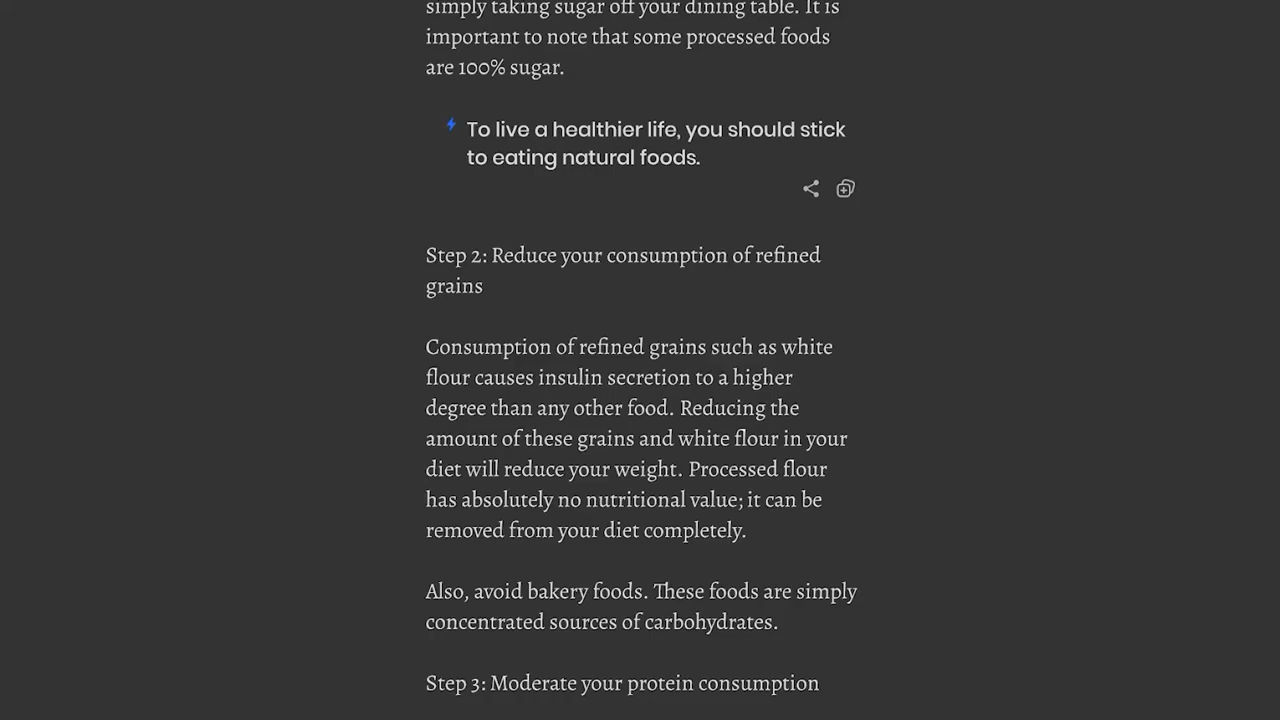 simply taking sugar off your dining table. It is
important to note that some processed foods
are 100% sugar.
To live a healthier life, you should stick
to eating natural foods.
Step 2: Reduce your consumption of refined
grains
Consumption of refined grains such as white
flour causes insulin secretion to a higher
degree than any other food. Reducing the
amount of these grains and white flour in your
diet will reduce your weight. Processed flour
has absolutely no nutritional value; it can be
removed from your diet completely.
Also, avoid bakery foods. These foods are simply
concentrated sources of carbohydrates.
Step 3: Moderate your protein consumption